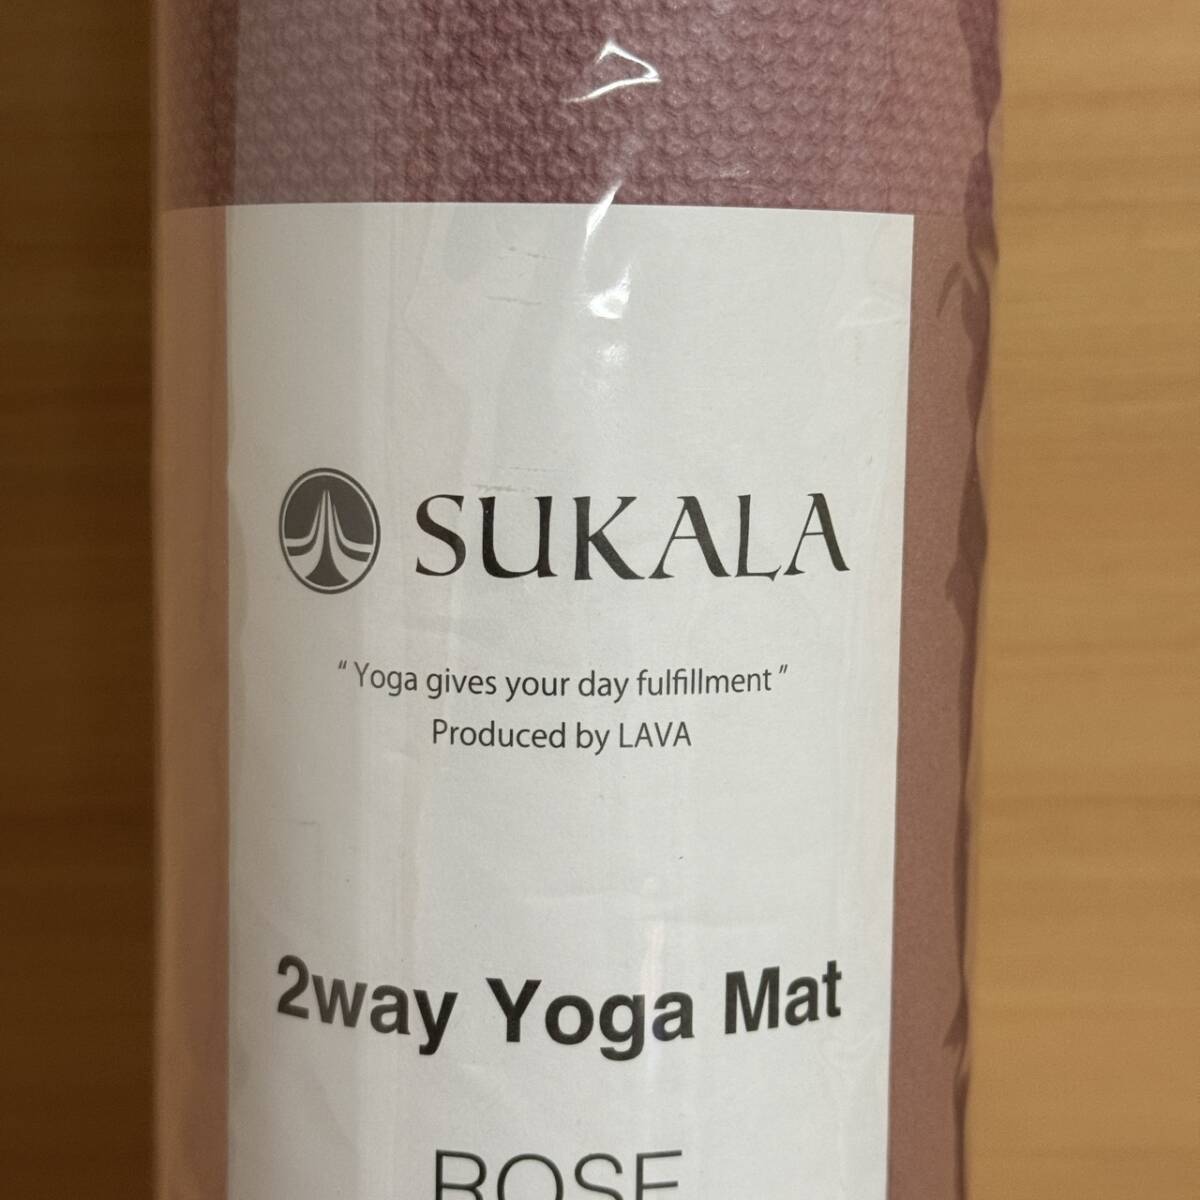 SUKALA
" Yoga gives your day fulfillment "
Produced by LAVA
2way Yoga Mat
ROSE